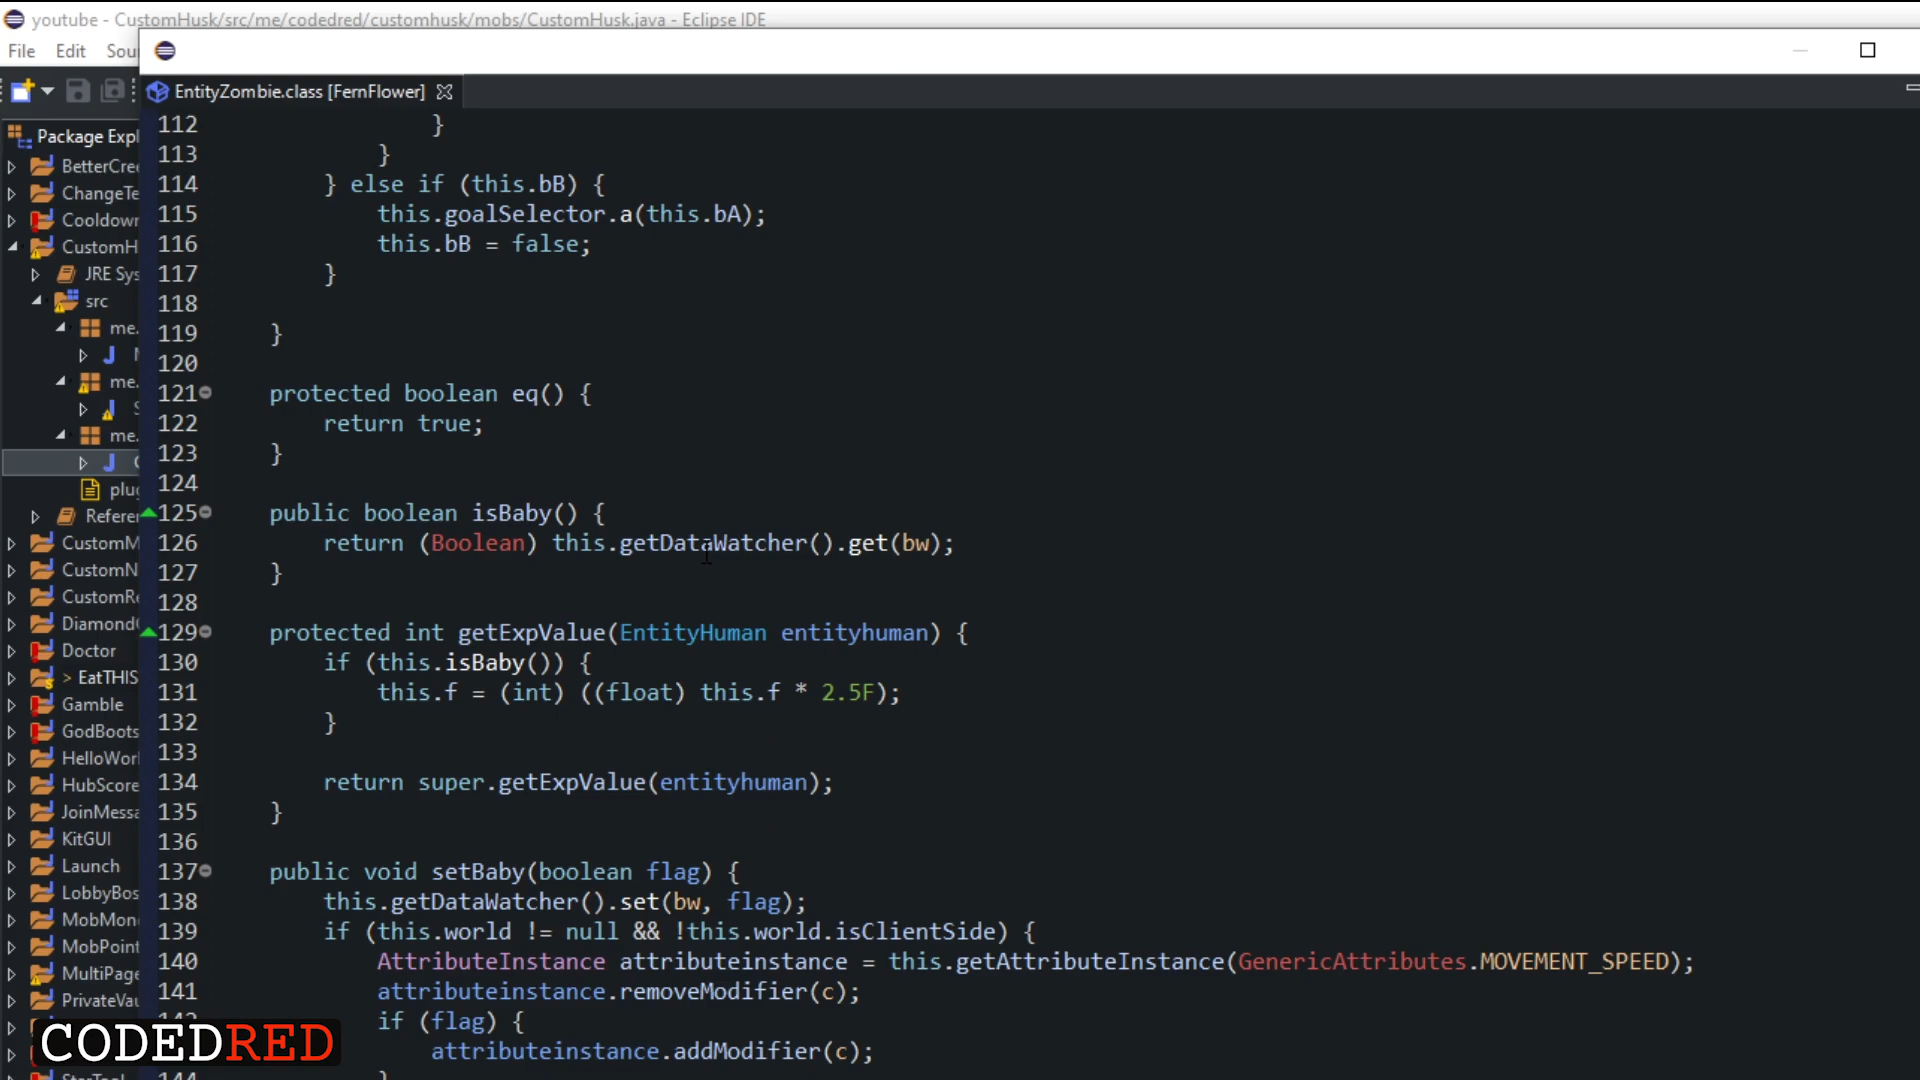 youtube - CustomHusk/src/me/codedred/customhusk/mobs/CustomHusk.java - Eclipse IDE
File Edit Sou
EntityZombie.class [FernFlower]
Package Expl
BetterCree
ChangeTe
Cooldown
CustomH
JRE Sys
src
me.
me.
me.
plug
Referen
CustomM
CustomN
CustomRe
Diamond
Doctor
> EatTHIS
Gamble
GodBoots
HelloWorl
HubScore
JoinMessa
KitGUI
Launch
LobbyBos
MobMon
MobPoint
MultiPage
PrivateVau
112 }
113 }
114 } else if (this.bB) {
115 this.goalSelector.a(this.bA);
116 this.bB = false;
117 }
118
119 }
120
121 protected boolean eq() {
122 return true;
123 }
124
125 public boolean isBaby() {
126 return (Boolean) this.getDataWatcher().get(bw);
127 }
128
129 protected int getExpValue(EntityHuman entityhuman) {
130 if (this.isBaby()) {
131 this.f = (int) ((float) this.f * 2.5F);
132 }
133
134 return super.getExpValue(entityhuman);
135 }
136
137 public void setBaby(boolean flag) {
138 this.getDataWatcher().set(bw, flag);
139 if (this.world != null && !this.world.isClientSide) {
140 AttributeInstance attributeinstance = this.getAttributeInstance(GenericAttributes.MOVEMENT_SPEED);
141 attributeinstance.removeModifier(c);
if (flag) {
attributeinstance.addModifier(c);
}
CODEDRED